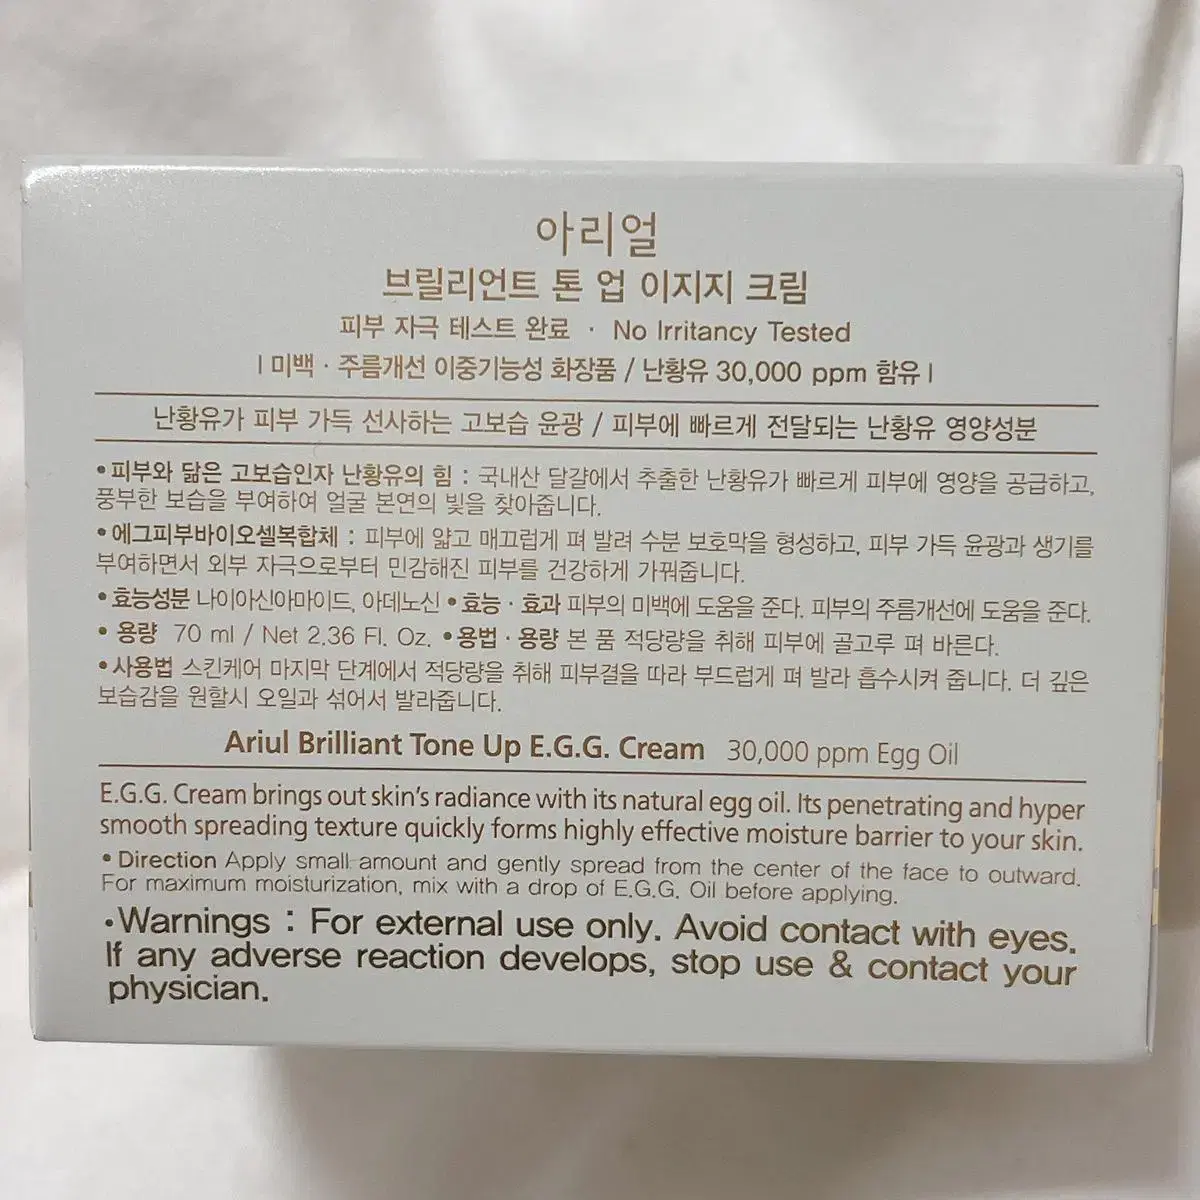 아리얼
브릴리언트 톤 업 이지지 크림
피부 자극 테스트 완료 · No Irritancy Tested
| 미백 · 주름개선 이중기능성 화장품 / 난황유 30,000 ppm 함유 |
난황유가 피부 가득 선사하는 고보습 윤광 / 피부에 빠르게 전달되는 난황유 영양성분
• 피부와 닮은 고보습인자 난황유의 힘 : 국내산 달걀에서 추출한 난황유가 빠르게 피부에 영양을 공급하고,
풍부한 보습을 부여하여 얼굴 본연의 빛을 찾아줍니다.
• 에그피부바이오셀복합체 : 피부에 얇고 매끄럽게 펴 발려 수분 보호막을 형성하고, 피부 가득 윤광과 생기를
부여하면서 외부 자극으로부터 민감해진 피부를 건강하게 가꿔줍니다.
• 효능성분 나이아신아마이드, 아데노신 • 효능 · 효과 피부의 미백에 도움을 준다. 피부의 주름개선에 도움을 준다.
• 용량 70 ml / Net 2.36 Fl. Oz. • 용법 · 용량 본 품 적당량을 취해 피부에 골고루 펴 바른다.
• 사용법 스킨케어 마지막 단계에서 적당량을 취해 피부결을 따라 부드럽게 펴 발라 흡수시켜 줍니다. 더 깊은
보습감을 원할시 오일과 섞어서 발라줍니다.
Ariul Brilliant Tone Up E.G.G. Cream 30,000 ppm Egg Oil
E.G.G. Cream brings out skin's radiance with its natural egg oil. Its penetrating and hyper
smooth spreading texture quickly forms highly effective moisture barrier to your skin.
• Direction Apply small amount and gently spread from the center of the face to outward.
For maximum moisturization, mix with a drop of E.G.G. Oil before applying.
• Warnings : For external use only. Avoid contact with eyes.
If any adverse reaction develops, stop use & contact your
physician.